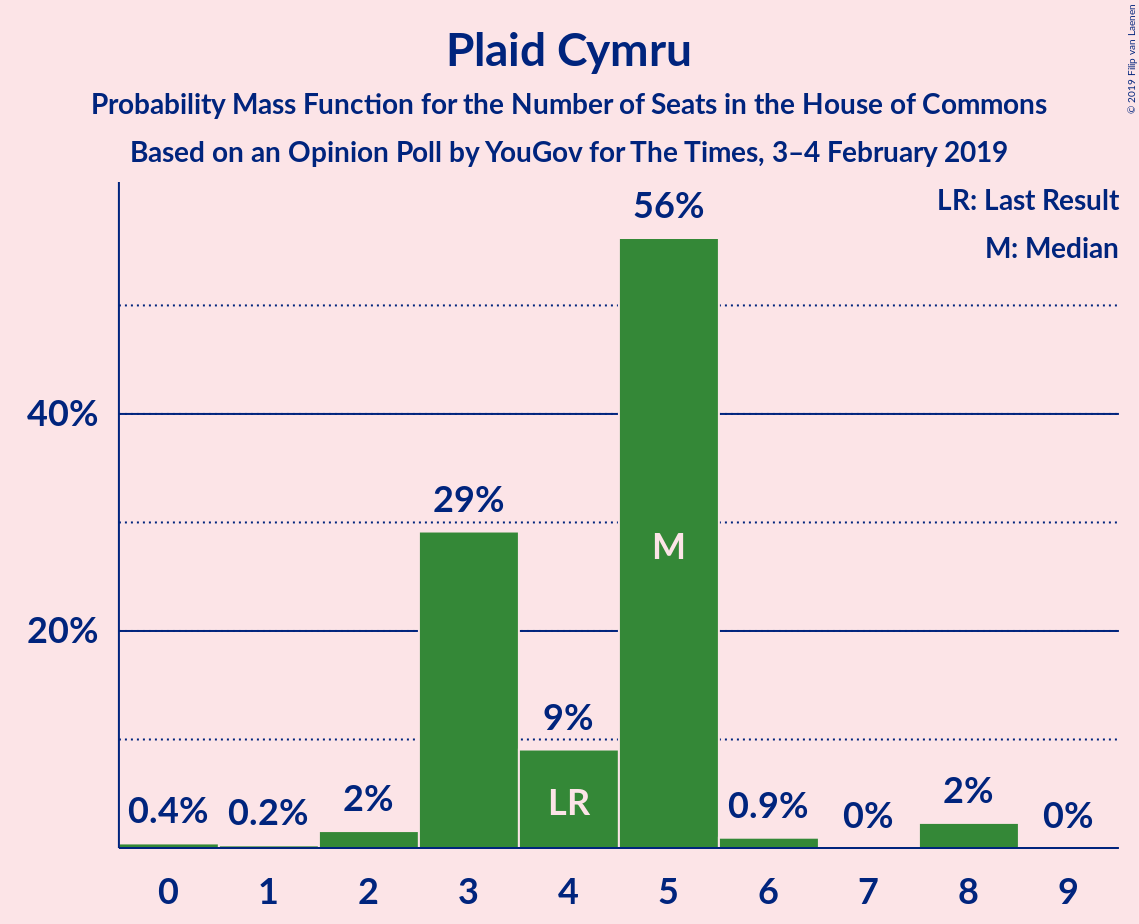 Plaid Cymru
Probability Mass Function for the Number of Seats in the House of Commons
Based on an Opinion Poll by YouGov for The Times, 3–4 February 2019
© 2019 Filip van Laenen
LR: Last Result
M: Median
56%
40%
29%
M
20%
9%
0.4%
0.2%
2%
LR
0.9%
0%
2%
0%
0 1 2 3 4 5 6 7 8 9